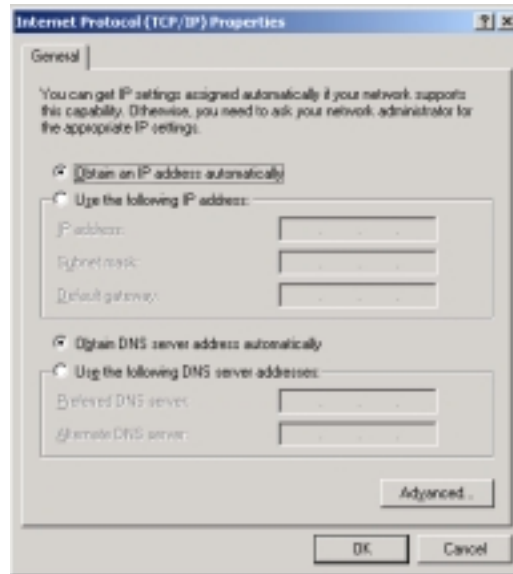 Internet Protocol (TCP/IP) Properties
General
You can get IP settings assigned automatically if your network supports
this capability. Otherwise, you need to ask your network administrator for
the appropriate IP settings.
Obtain an IP address automatically
Use the following IP address:
IP address:
Subnet mask:
Default gateway:
Obtain DNS server address automatically
Use the following DNS server addresses:
Preferred DNS server:
Alternate DNS server:
Advanced...
OK Cancel